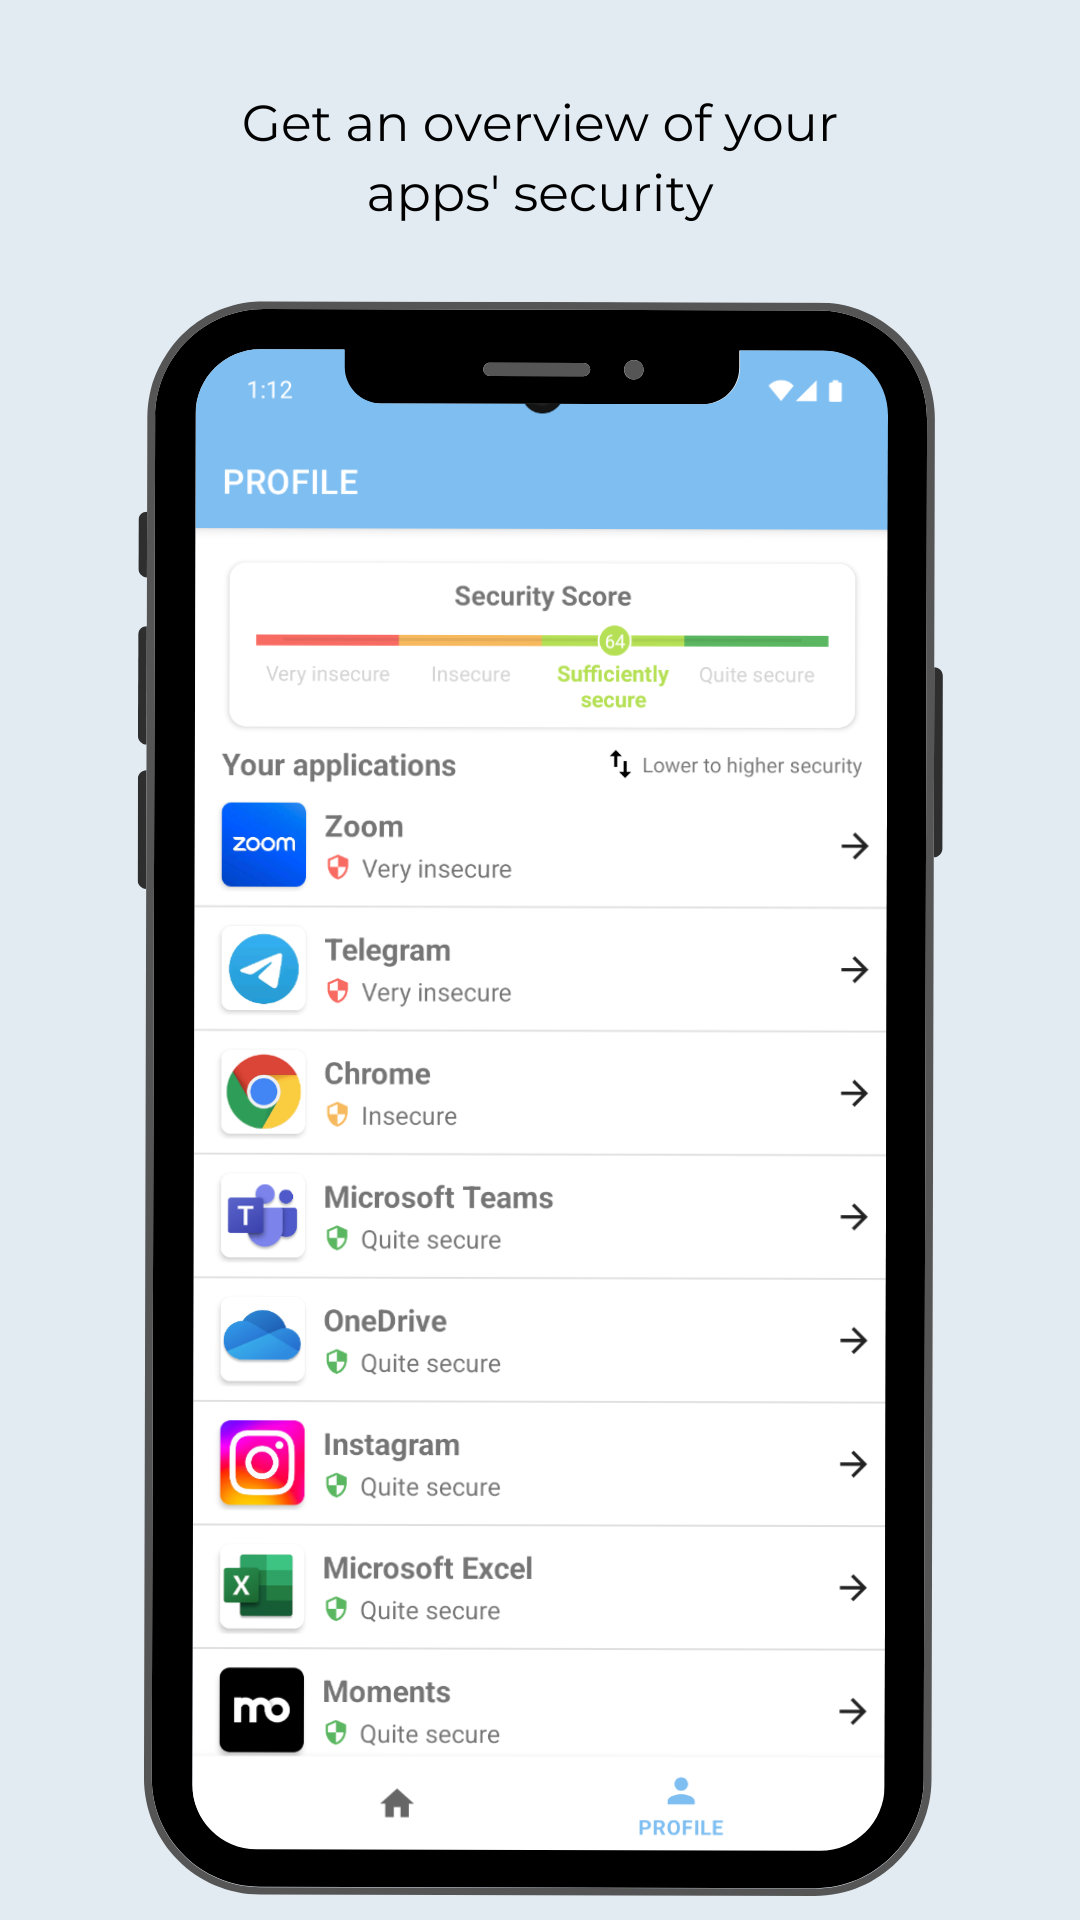 Get an overview of your
apps' security
1:12
PROFILE
Security Score
64
Very insecure
Insecure
Sufficiently
secure
Quite secure
Your applications
Lower to higher security
zoom
Zoom
Very insecure
Telegram
Very insecure
Chrome
Insecure
T
Microsoft Teams
Quite secure
OneDrive
Quite secure
Instagram
Quite secure
X
Microsoft Excel
Quite secure
mo
Moments
Quite secure
PROFILE